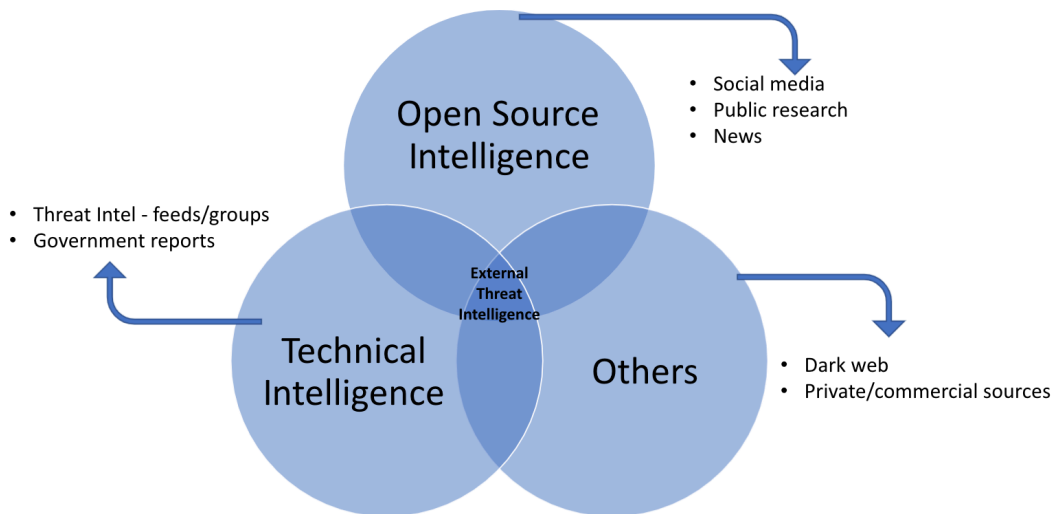 Open Source
Intelligence
• Social media
• Public research
• News
• Threat Intel - feeds/groups
• Government reports
External
Threat
Intelligence
Technical
Intelligence
Others
• Dark web
• Private/commercial sources